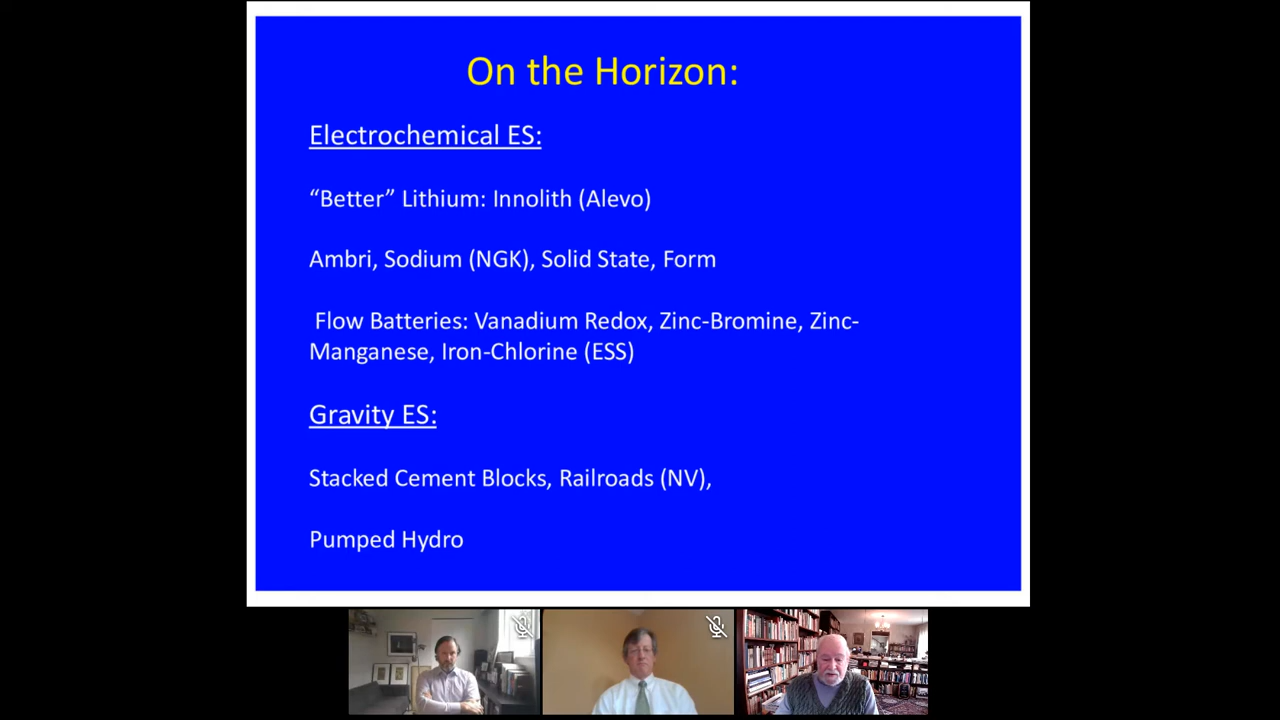 On the Horizon:
Electrochemical ES:
“Better” Lithium: Innolith (Alevo)
Ambri, Sodium (NGK), Solid State, Form
Flow Batteries: Vanadium Redox, Zinc-Bromine, Zinc-
Manganese, Iron-Chlorine (ESS)
Gravity ES:
Stacked Cement Blocks, Railroads (NV),
Pumped Hydro